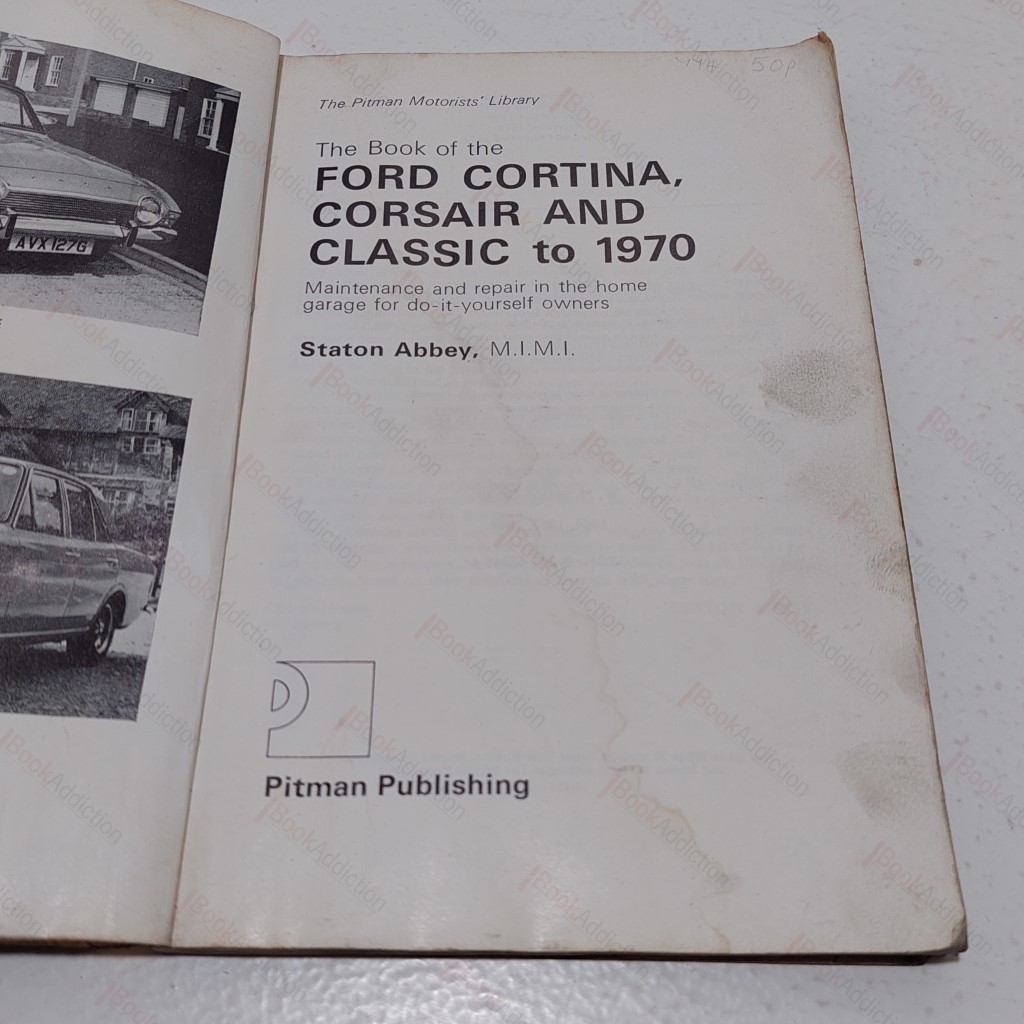 AVX 127G
50p
The Pitman Motorists' Library
The Book of the
FORD CORTINA,
CORSAIR AND
CLASSIC to 1970
Maintenance and repair in the home
garage for do-it-yourself owners
Staton Abbey, M.I.M.I.
Pitman Publishing
BookAddiction